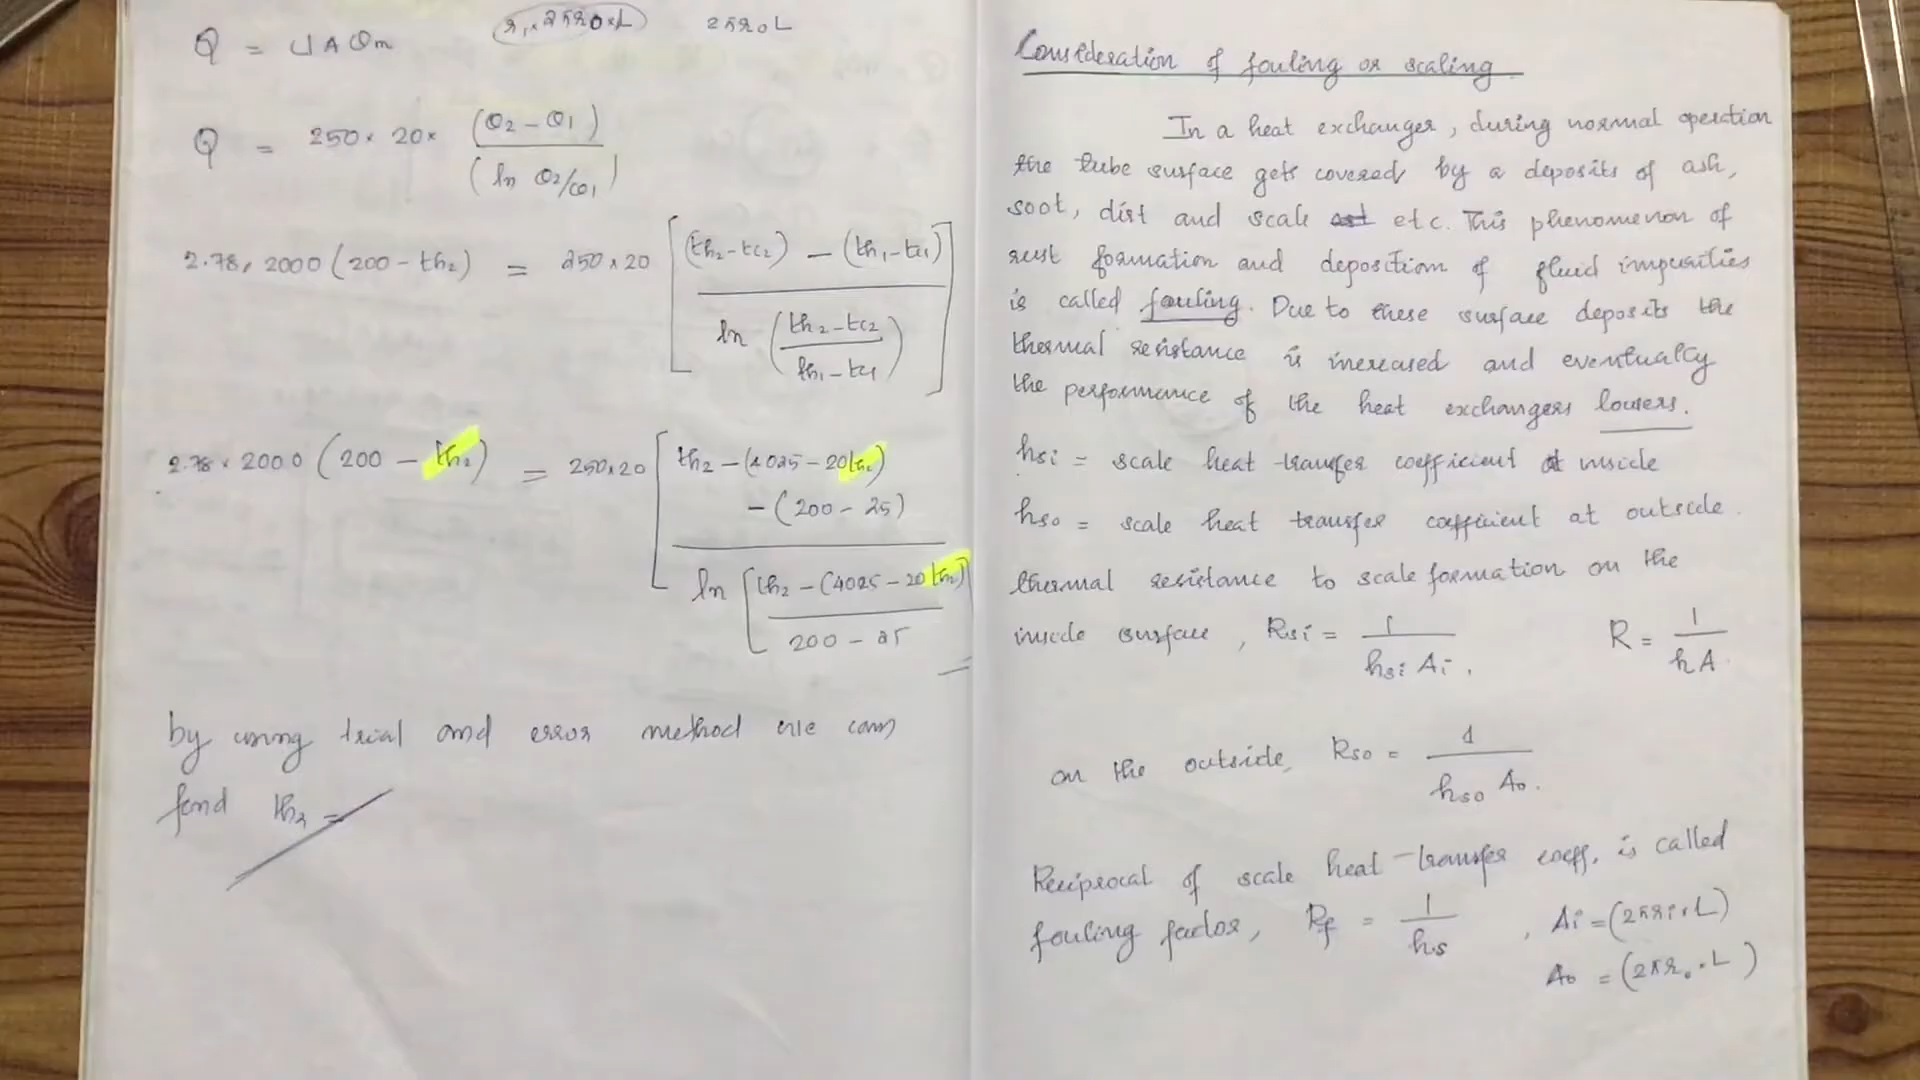 Q = U A θm
r, × 2πr0 × L
2πr0 L
Q = 250 × 20 × (θ2 - θ1) / (ln θ2/θ1)
2.78 × 2000 (200 - th2) = 250 × 20 [ (th2 - tc2) - (th1 - tc1) / ln ( th2 - tc2 / th1 - tc1 ) ]
2.78 × 2000 (200 - th2) = 250×20 [ th2 - (4025 - 20th2)
- (200 - 25)
ln [ th2 - (4025 - 20th2)
200 - 25
by using trial and error method we can
find th2 =
Consideration of fouling or scaling
In a heat exchanger, during normal operation
the tube surface gets covered by a deposits of ash,
soot, dirt and scale etc. This phenomenon of
rust formation and deposition of fluid impurities
is called fouling. Due to these surface deposits the
thermal resistance is increased and eventually
the performance of the heat exchangers lowers.
hsi = scale heat transfer coefficient at inside
hso = scale heat transfer coefficient at outside.
thermal resistance to scale formation on the
inside surface, Rsi = 1 / hsi Ai. R = 1 / hA
on the outside, Rso = 1 / hso Ao.
Reciprocal of scale heat transfer coeff. is called
fouling factor, Rf = 1 / hs , Ai = (2πri × L)
Ao = (2πro · L)